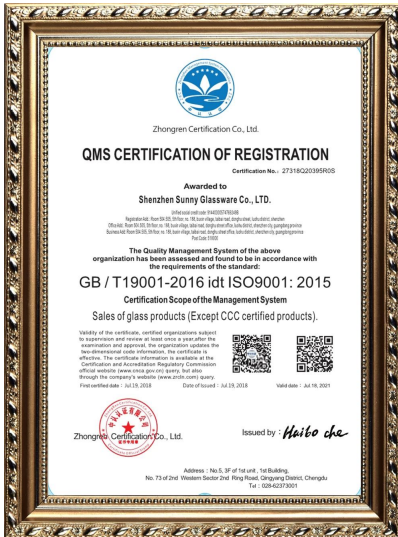 Zhongren Certification Co., Ltd.
QMS CERTIFICATION OF REGISTRATION
Certification No.: 27318Q20395R0S
Awarded to
Shenzhen Sunny Glassware Co., LTD.
The Quality Management System of the above
organization has been assessed and found to be in accordance with
the requirements of the standard:
GB / T19001-2016 idt ISO9001: 2015
Certification Scope of the Management System
Sales of glass products (Except CCC certified products).
Validity of the certificate, certified organizations subject
to supervision and review at least once a year, after the
examination and approval, the organization updates the
two-dimensional code information, the certificate is
effective. The certificate information is available at the
Certification and Accreditation Regulatory Commission
official website (www.cnca.gov.cn) query, but also
through the company's website (www.zrclo.com) query.
First certified date : Jul.19, 2018 Date of Issued : Jul.19, 2018 Valid date : Jul.18, 2021
Zhongren Certification Co., Ltd.
Issued by : Haibo che
Address : No.5, 3F of 1st unit , 1st Building,
No. 73 of 2nd Western Sector 2nd Ring Road, Qingyang District, Chengdu
Tel : 028-62373001